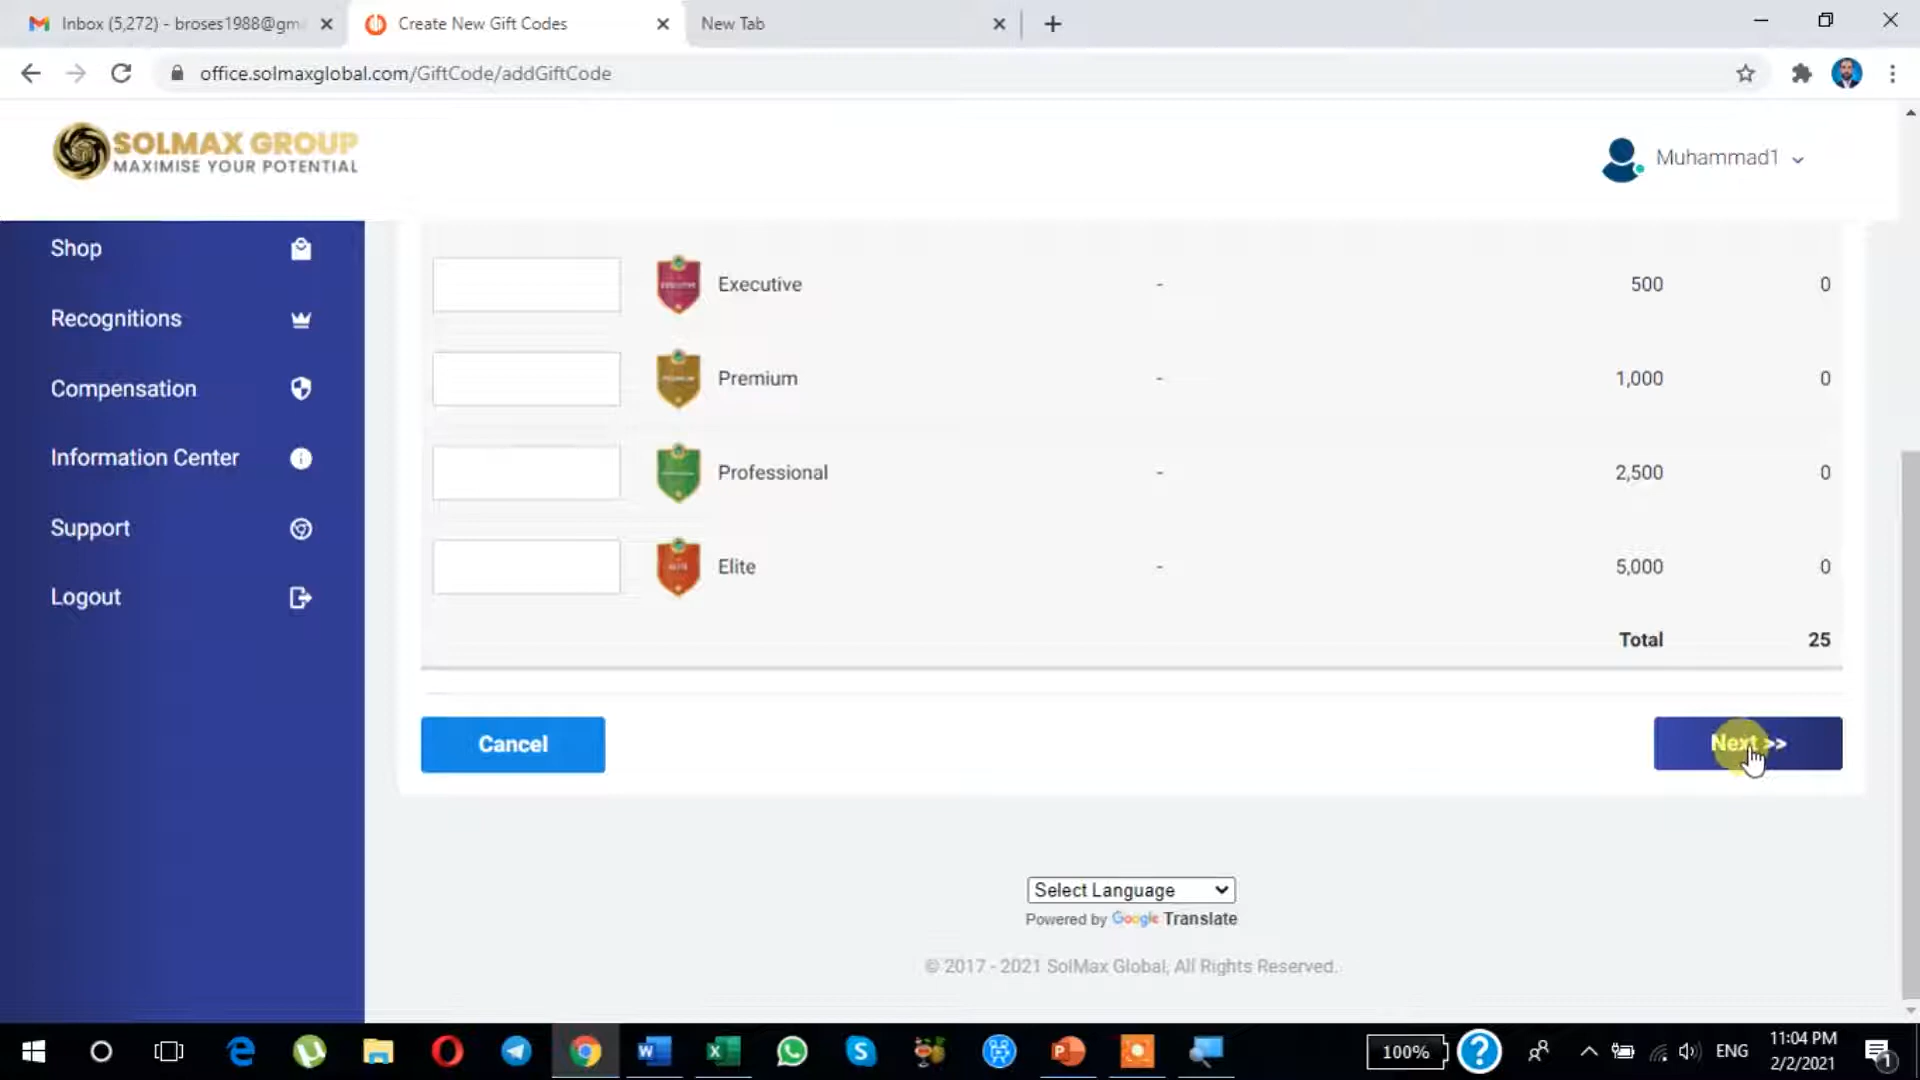 Inbox (5,272) - broses1988@gm
Create New Gift Codes
New Tab
office.solmaxglobal.com/GiftCode/addGiftCode
SOLMAX GROUP
MAXIMISE YOUR POTENTIAL
Muhammad1
Shop
Recognitions
Compensation
Information Center
Support
Logout
Executive - 500 0
Premium - 1,000 0
Professional - 2,500 0
Elite - 5,000 0
Total 25
Cancel
Next >>
Select Language
Powered by Google Translate
© 2017 - 2021 SolMax Global, All Rights Reserved.
100%
ENG
11:04 PM
2/2/2021
1